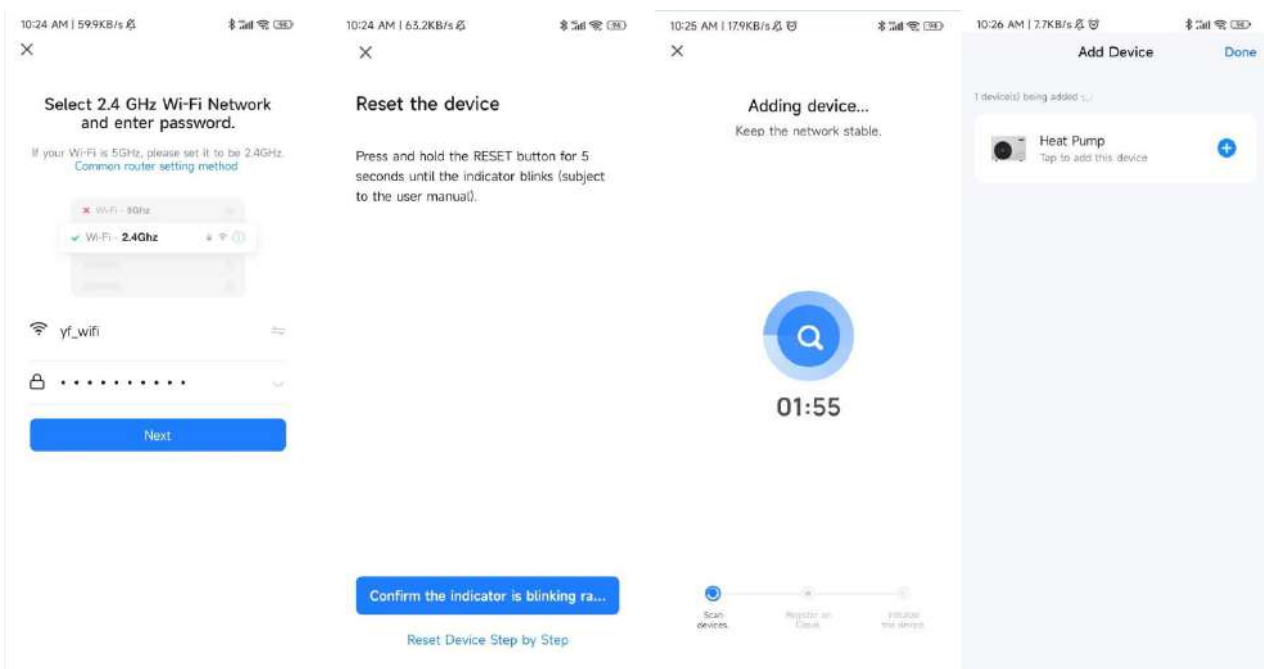 10:24 AM | 59.9KB/s
Select 2.4 GHz Wi-Fi Network
and enter password.
If your Wi-Fi is 5GHz, please set it to be 2.4GHz.
Common router setting method
Wi-Fi - 5Ghz
Wi-Fi - 2.4Ghz
yf_wifi
Next
10:24 AM | 63.2KB/s
Reset the device
Press and hold the RESET button for 5
seconds until the indicator blinks (subject
to the user manual).
Confirm the indicator is blinking ra...
Reset Device Step by Step
10:25 AM | 17.9KB/s
Adding device...
Keep the network stable.
01:55
Scan
devices.
Register on
Cloud.
Initialize
the device.
10:26 AM | 7.7KB/s
Add Device
Done
1 device(s) being added
Heat Pump
Tap to add this device